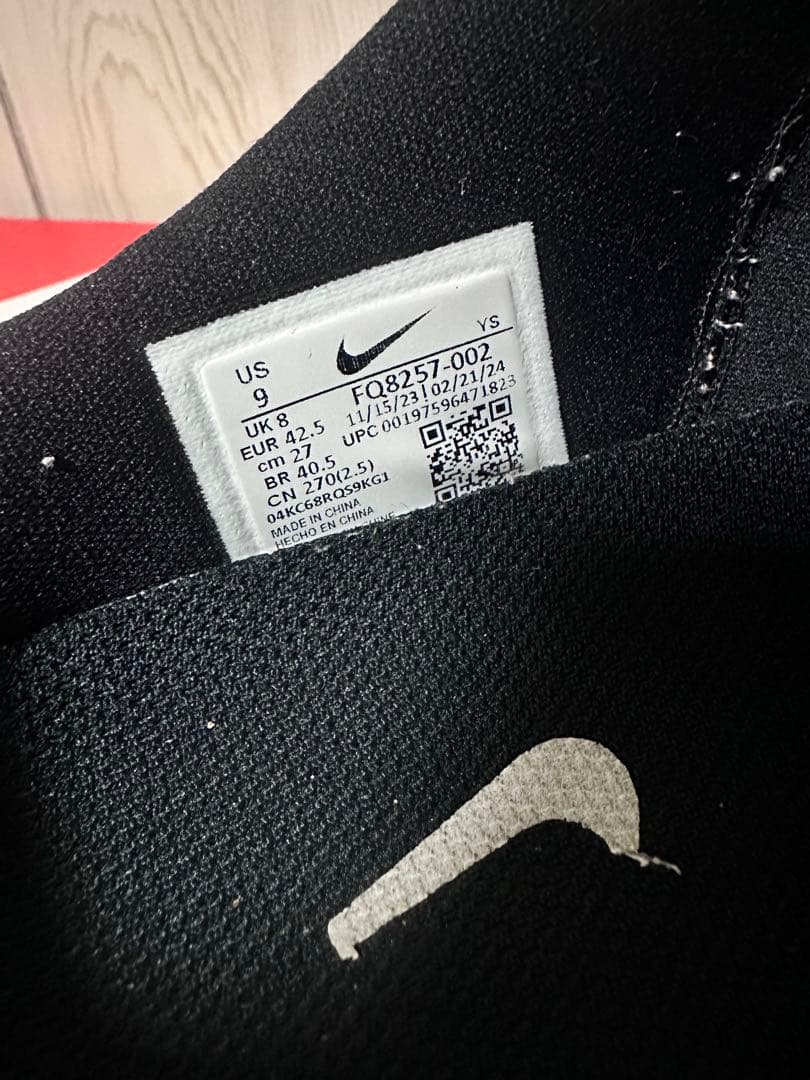 US
9
YS
FQ8257-002
11/15/23|02/21/24
UPC 00197596471823
UK 8
EUR 42.5
cm 27
BR 40.5
CN 270(2.5)
04KC68RQS9KG1
MADE IN CHINA
HECHO EN CHINA